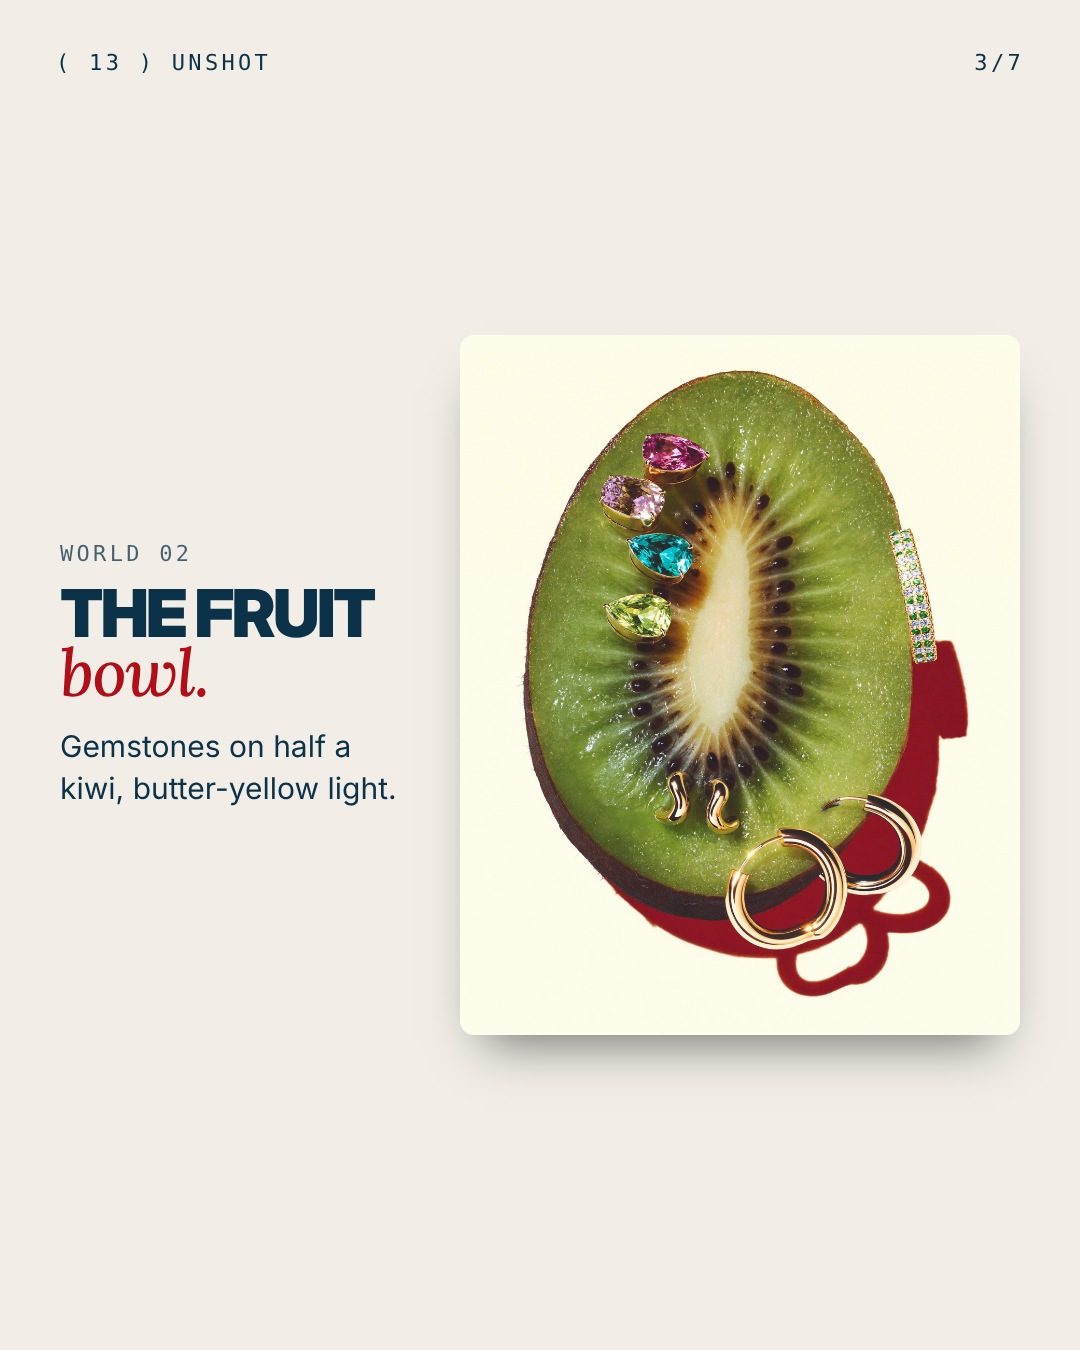 ( 13 ) UNSHOT
3/7
WORLD 02
THE FRUIT
bowl.
Gemstones on half a
kiwi, butter-yellow light.